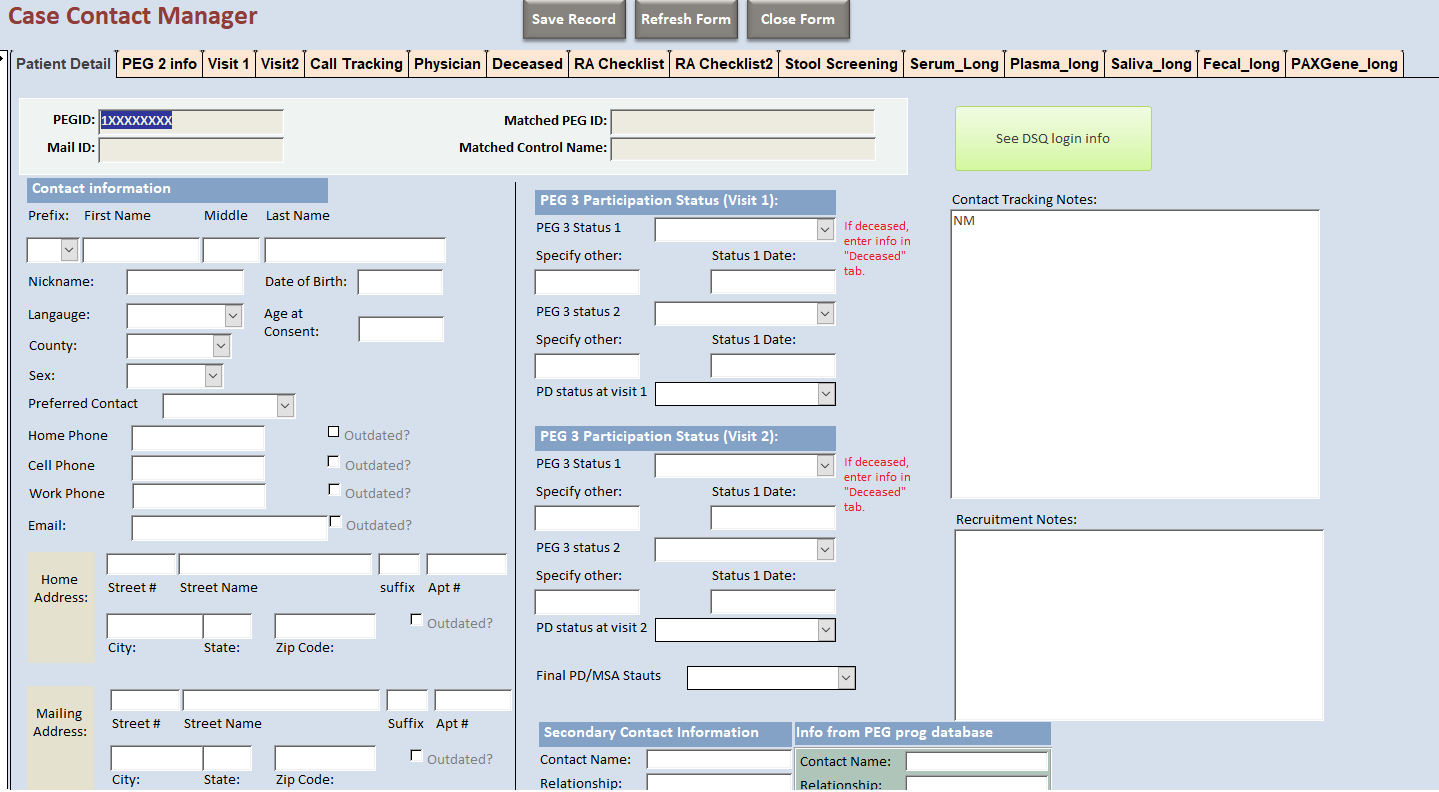 Case Contact Manager
Save Record Refresh Form Close Form
Patient Detail PEG 2 info Visit 1 Visit2 Call Tracking Physician Deceased RA Checklist RA Checklist2 Stool Screening Serum_Long Plasma_long Saliva_long Fecal_long PAXGene_long
PEGID: 1XXXXXXXX
Mail ID:
Matched PEG ID:
Matched Control Name:
See DSQ login info
Contact information
Prefix: First Name Middle Last Name
Nickname: Date of Birth:
Langauge: Age at
Consent:
County:
Sex:
Preferred Contact
Home Phone Outdated?
Cell Phone Outdated?
Work Phone Outdated?
Email: Outdated?
Home
Address:
Street # Street Name suffix Apt #
Outdated?
City: State: Zip Code:
Mailing
Address:
Street # Street Name Suffix Apt #
Outdated?
City: State: Zip Code:
PEG 3 Participation Status (Visit 1):
PEG 3 Status 1
If deceased,
enter info in
"Deceased"
tab.
Specify other: Status 1 Date:
PEG 3 status 2
Specify other: Status 1 Date:
PD status at visit 1
PEG 3 Participation Status (Visit 2):
PEG 3 Status 1
If deceased,
enter info in
"Deceased"
tab.
Specify other: Status 1 Date:
PEG 3 status 2
Specify other: Status 1 Date:
PD status at visit 2
Final PD/MSA Stauts
Secondary Contact Information
Contact Name:
Relationship:
Info from PEG prog database
Contact Name:
Relationship:
Contact Tracking Notes:
NM
Recruitment Notes: